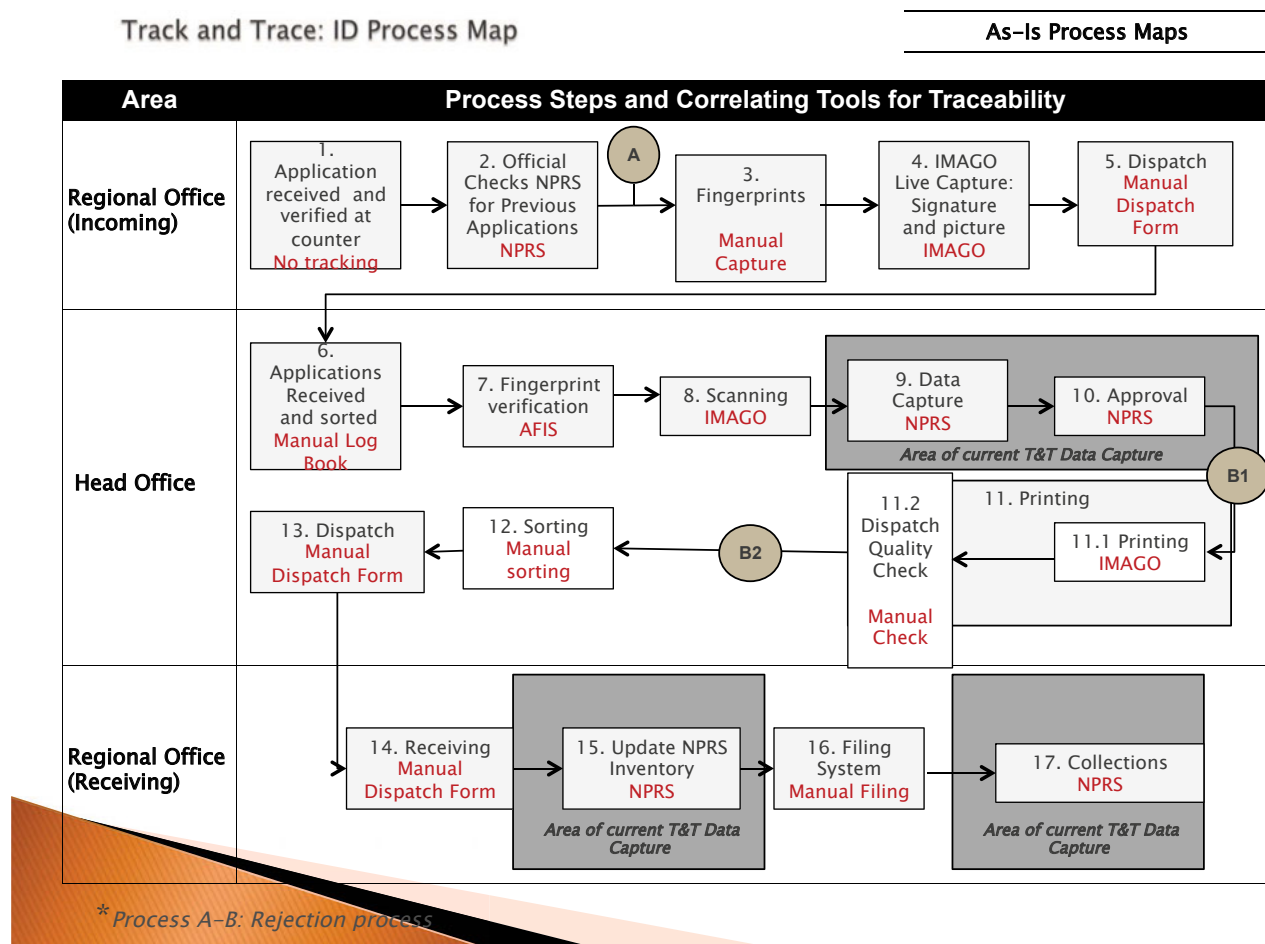 Track and Trace: ID Process Map
As-Is Process Maps
Area
Process Steps and Correlating Tools for Traceability
Regional Office
(Incoming)
1.
Application
received and
verified at
counter
No tracking
2. Official
Checks NPRS
for Previous
Applications
NPRS
A
3.
Fingerprints
Manual
Capture
4. IMAGO
Live Capture:
Signature
and picture
IMAGO
5. Dispatch
Manual
Dispatch
Form
Head Office
6.
Applications
Received
and sorted
Manual Log
Book
7. Fingerprint
verification
AFIS
8. Scanning
IMAGO
9. Data
Capture
NPRS
10. Approval
NPRS
Area of current T&T Data Capture
B1
11. Printing
11.1 Printing
IMAGO
11.2
Dispatch
Quality
Check
Manual
Check
B2
12. Sorting
Manual
sorting
13. Dispatch
Manual
Dispatch Form
Regional Office
(Receiving)
14. Receiving
Manual
Dispatch Form
15. Update NPRS
Inventory
NPRS
Area of current T&T Data
Capture
16. Filing
System
Manual Filing
17. Collections
NPRS
Area of current T&T Data
Capture
*Process A-B: Rejection process